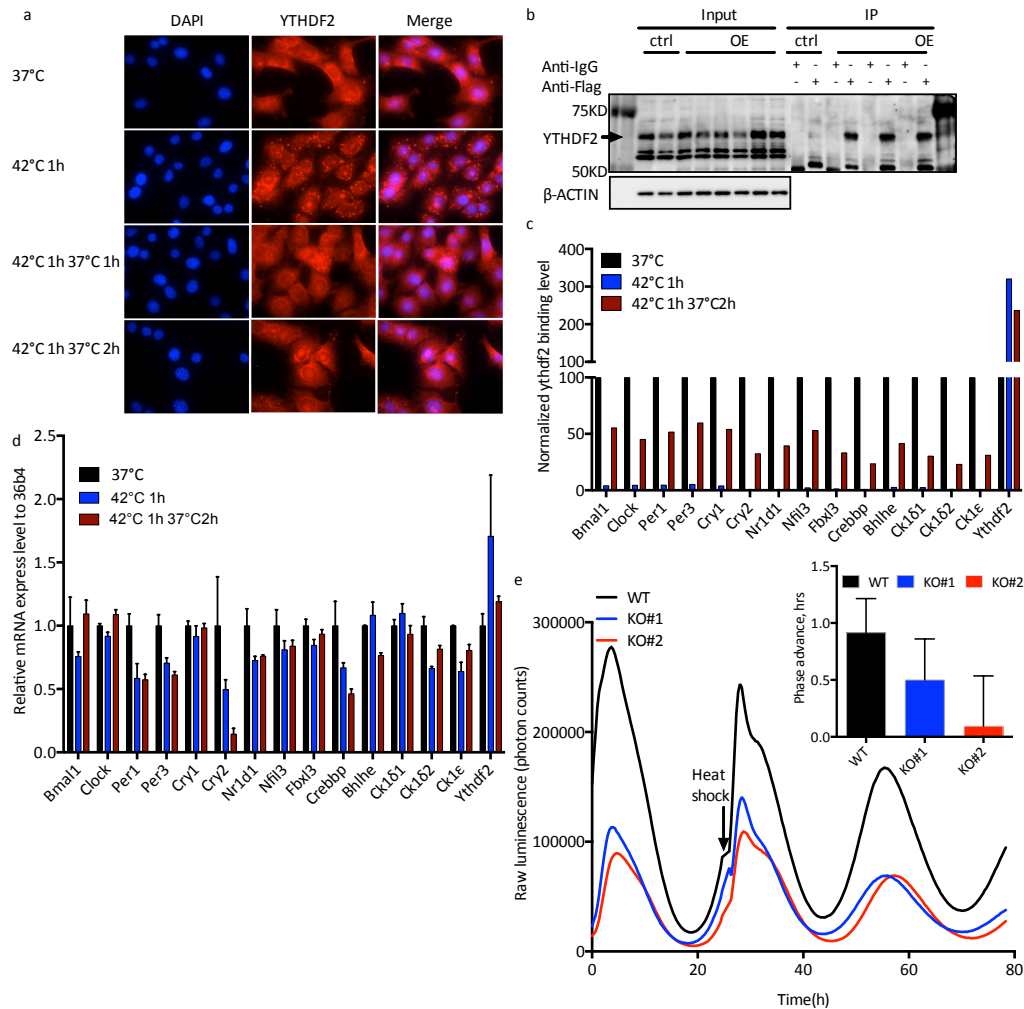 a
DAPI YTHDF2 Merge
37°C
42°C 1h
42°C 1h 37°C 1h
42°C 1h 37°C 2h
b
Input IP
ctrl OE ctrl OE
Anti-IgG + - + - + - + -
Anti-Flag - + - + - + - +
75KD
YTHDF2
50KD
β-ACTIN
c
Normalized ythdf2 binding level
400
300
200
100
100
50
0
37°C
42°C 1h
42°C 1h 37°C2h
Bmal1 Clock Per1 Per3 Cry1 Cry2 Nr1d1 Nfil3 Fbxl3 Crebbp Bhlhe Ck1δ1 Ck1δ2 Ck1ε Ythdf2
d
Relative mRNA express level to 36b4
2.5
2.0
1.5
1.0
0.5
0.0
37°C
42°C 1h
42°C 1h 37°C2h
Bmal1 Clock Per1 Per3 Cry1 Cry2 Nr1d1 Nfil3 Fbxl3 Crebbp Bhlhe Ck1δ1 Ck1δ2 Ck1ε Ythdf2
e
WT
KO#1
KO#2
Raw luminescence (photon counts)
300000
200000
100000
0
Heat
shock
0 20 40 60 80
Time(h)
WT KO#1 KO#2
Phase advance, hrs
1.5
1.0
0.5
0.0
WT KO#1 KO#2